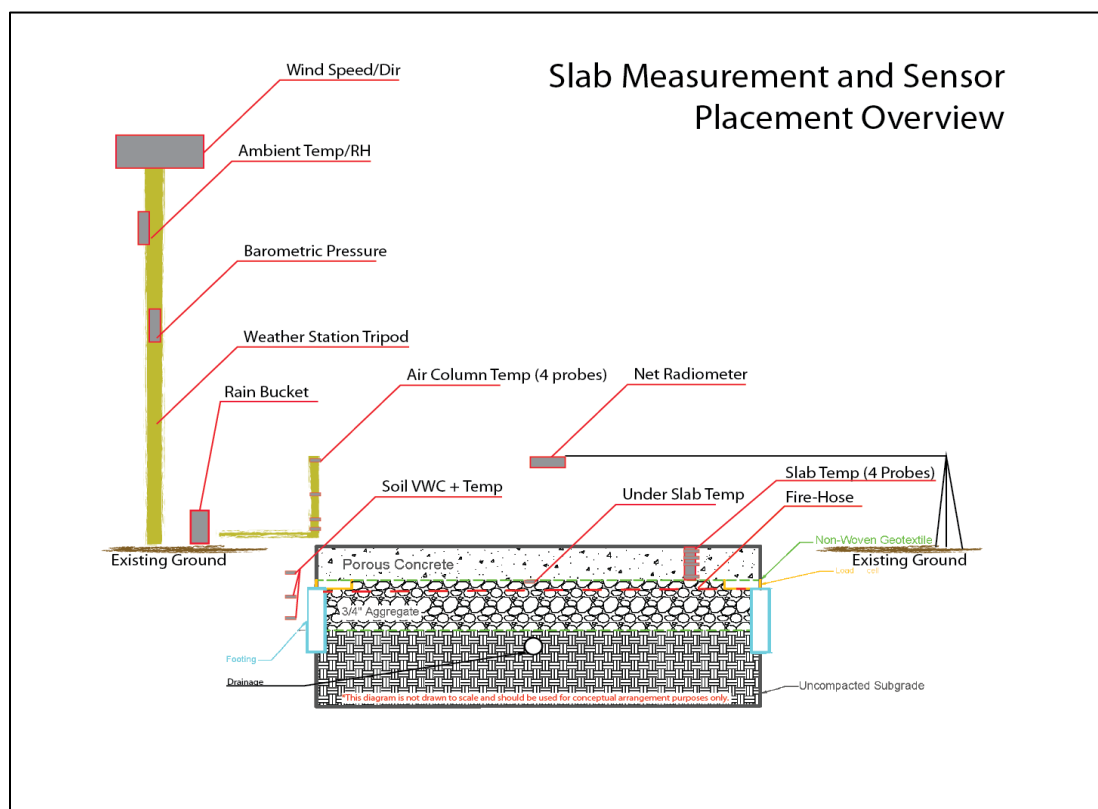 Slab Measurement and Sensor
Placement Overview
Wind Speed/Dir
Ambient Temp/RH
Barometric Pressure
Weather Station Tripod
Rain Bucket
Air Column Temp (4 probes)
Net Radiometer
Soil VWC + Temp
Under Slab Temp
Slab Temp (4 Probes)
Fire-Hose
Non-Woven Geotextile
Existing Ground
Existing Ground
Porous Concrete
Load Cell
3/4" Aggregate
Footing
Drainage
Uncompacted Subgrade
*This diagram is not drawn to scale and should be used for conceptual arrangement purposes only.